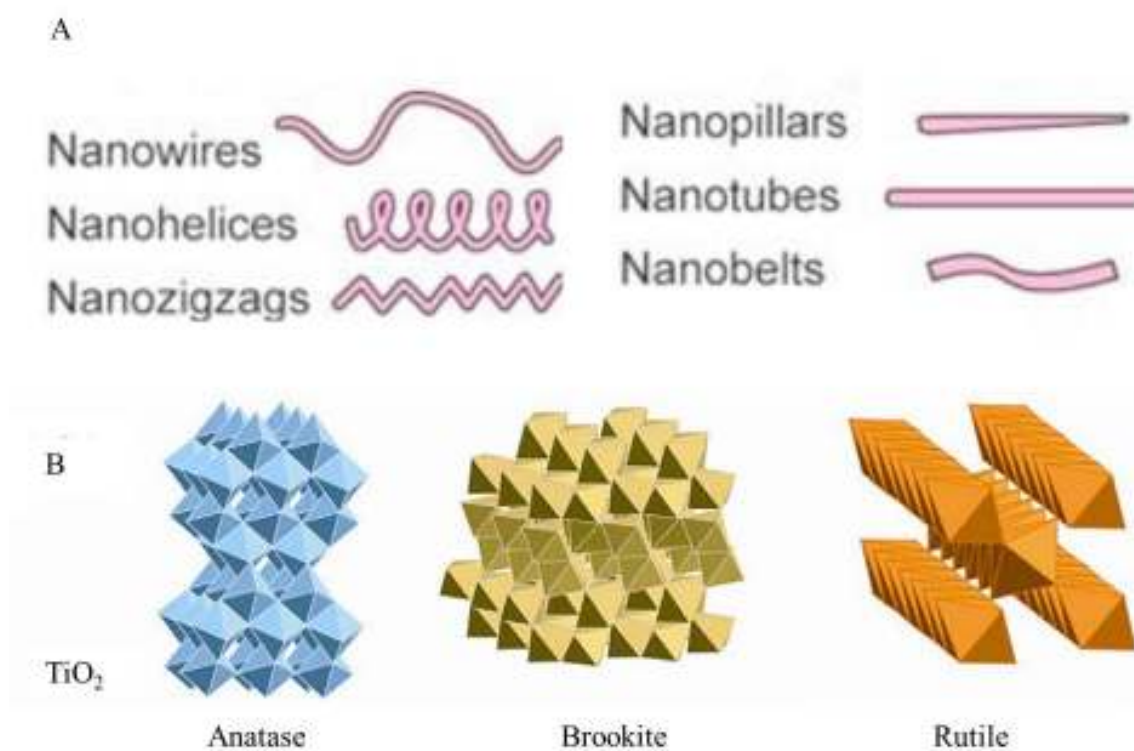 A
Nanowires
Nanohelices
Nanozigzags
Nanopillars
Nanotubes
Nanobelts
B
TiO₂
Anatase
Brookite
Rutile